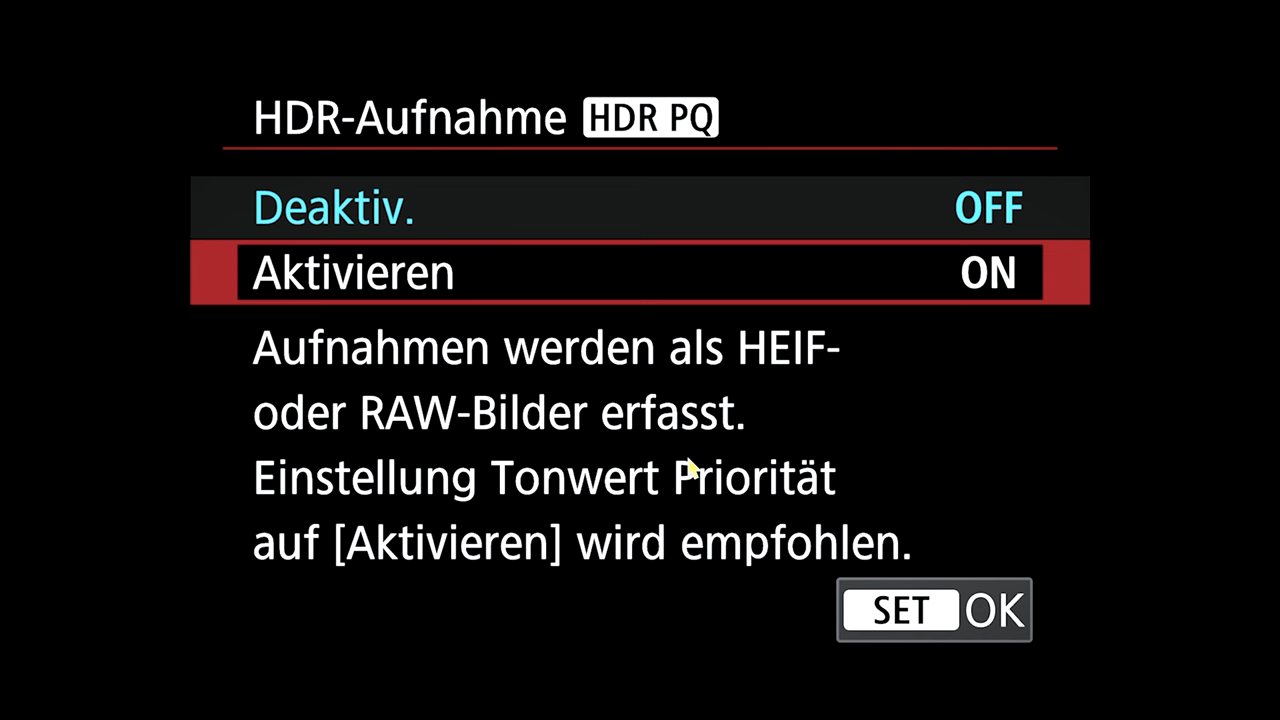 HDR-Aufnahme HDR PQ
Deaktiv. OFF
Aktivieren ON
Aufnahmen werden als HEIF-
oder RAW-Bilder erfasst.
Einstellung Tonwert Priorität
auf [Aktivieren] wird empfohlen.
SET OK